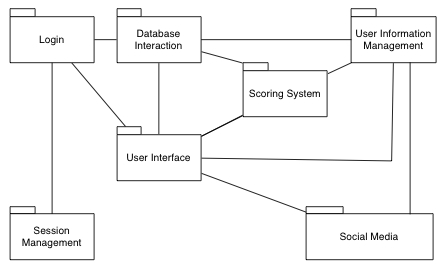 Login
Database
Interaction
User Information
Management
Scoring System
User Interface
Session
Management
Social Media